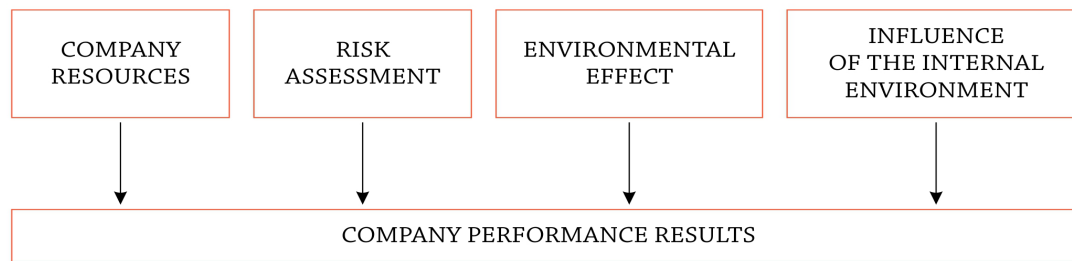 COMPANY
RESOURCES
RISK
ASSESSMENT
ENVIRONMENTAL
EFFECT
INFLUENCE
OF THE INTERNAL
ENVIRONMENT
COMPANY PERFORMANCE RESULTS